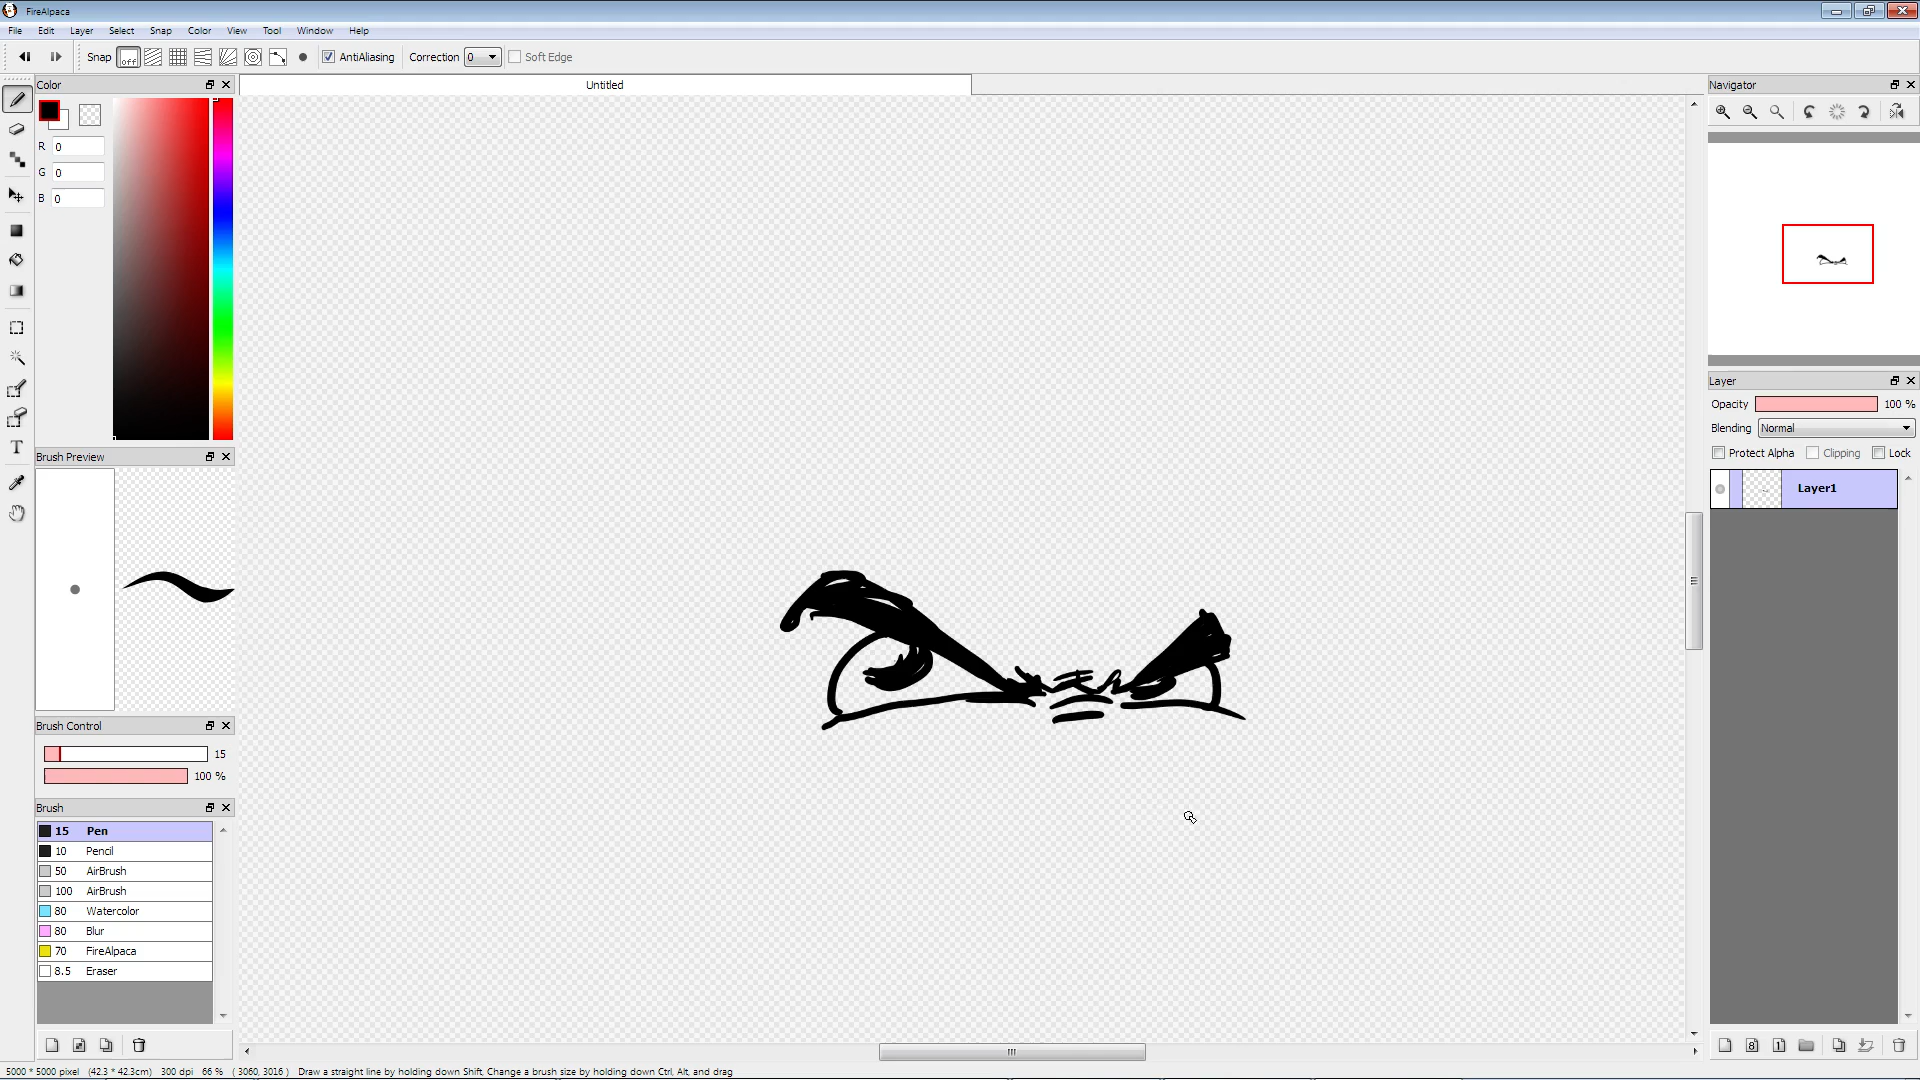 FireAlpaca
File Edit Layer Select Snap Color View Tool Window Help
Snap off AntiAliasing Correction 0 Soft Edge
Color
Untitled
Navigator
R 0
G 0
B 0
Layer
Opacity 100 %
Blending Normal
Protect Alpha Clipping Lock
Layer1
Brush Preview
Brush Control
15
100 %
Brush
15 Pen
10 Pencil
50 AirBrush
100 AirBrush
80 Watercolor
80 Blur
70 FireAlpaca
8.5 Eraser
8 1
5000 * 5000 pixel (42.3 * 42.3cm) 300 dpi 66 % ( 3060, 3016 ) Draw a straight line by holding down Shift, Change a brush size by holding down Ctrl, Alt, and drag